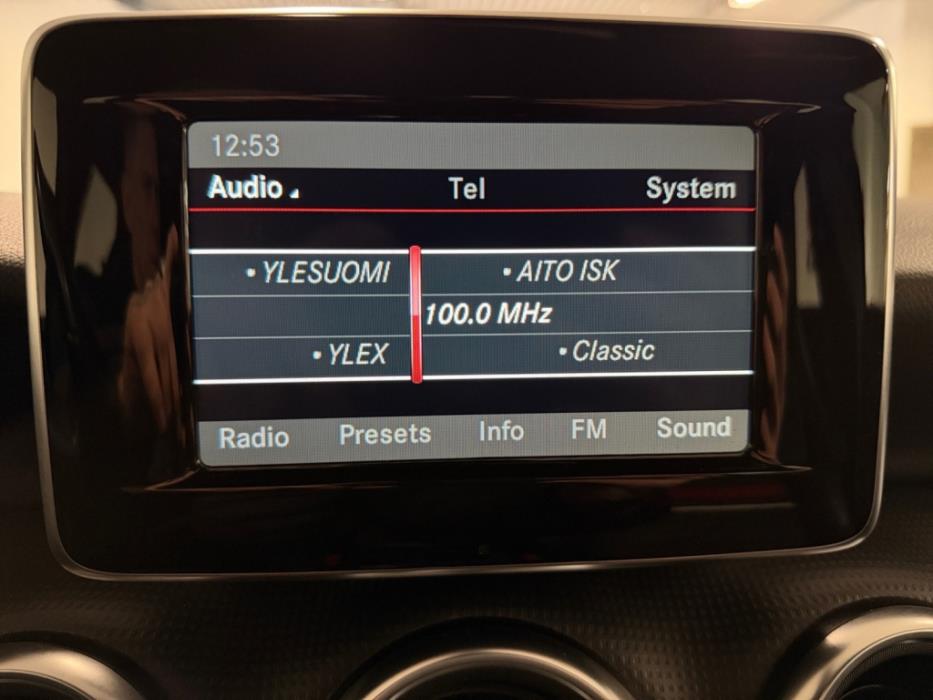 12:53
Audio Tel System
• YLESUOMI • AITO ISK
100.0 MHz
• YLEX • Classic
Radio Presets Info FM Sound